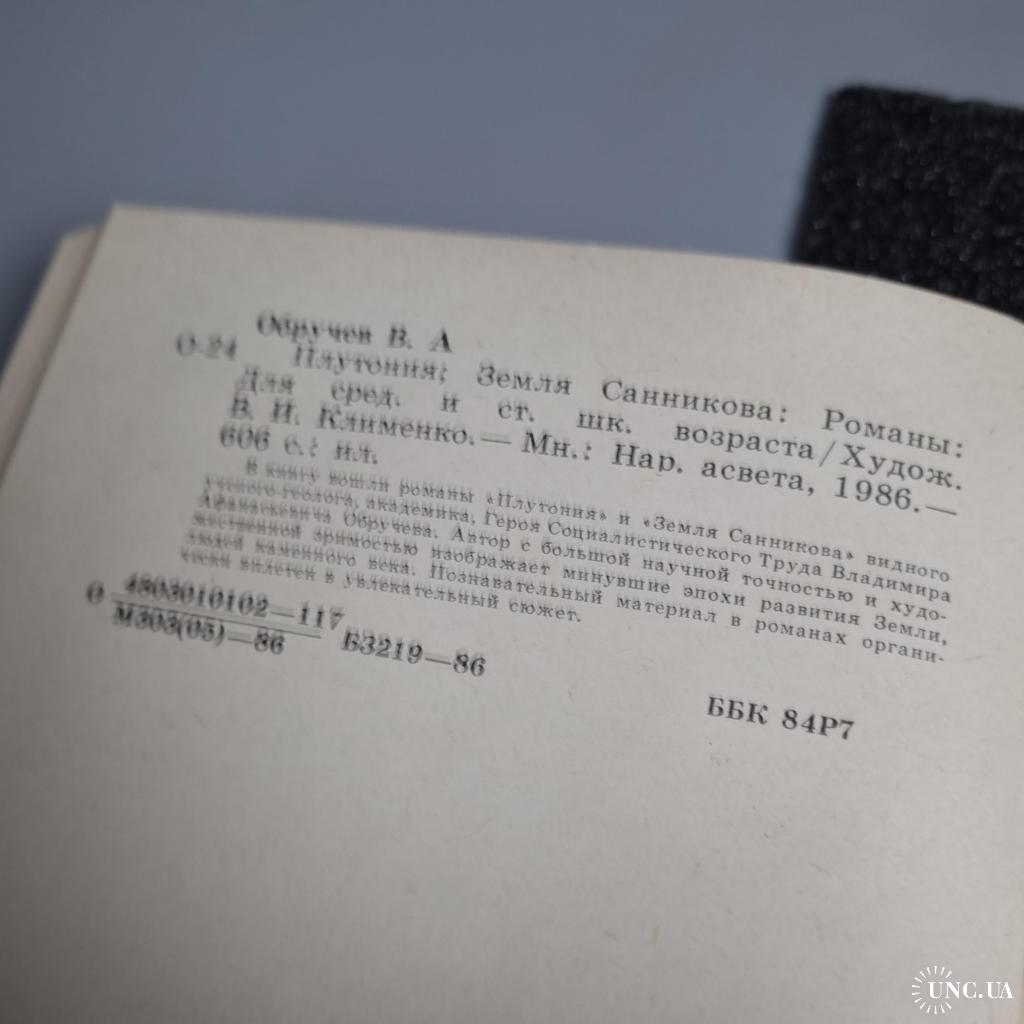 Обручев В. А
О-24 Плутония; Земля Санникова: Романы:
Для сред. и ст. шк. возраста/Худож.
В. И. Клименко.— Мн.: Нар. асвета, 1986.—
606 с.: ил.
В книгу вошли романы «Плутония» и «Земля Санникова» видного
ученого-геолога, академика, Героя Социалистического Труда Владимира
Афанасьевича Обручева. Автор с большой научной точностью и худо-
жественной зримостью изображает минувшие эпохи развития Земли,
людей каменного века. Познавательный материал в романах органи-
чески вплетен в увлекательный сюжет.
О 4803010102—117
М303(05)—86
БЗ219—86
ББК 84Р7
UNC.UA